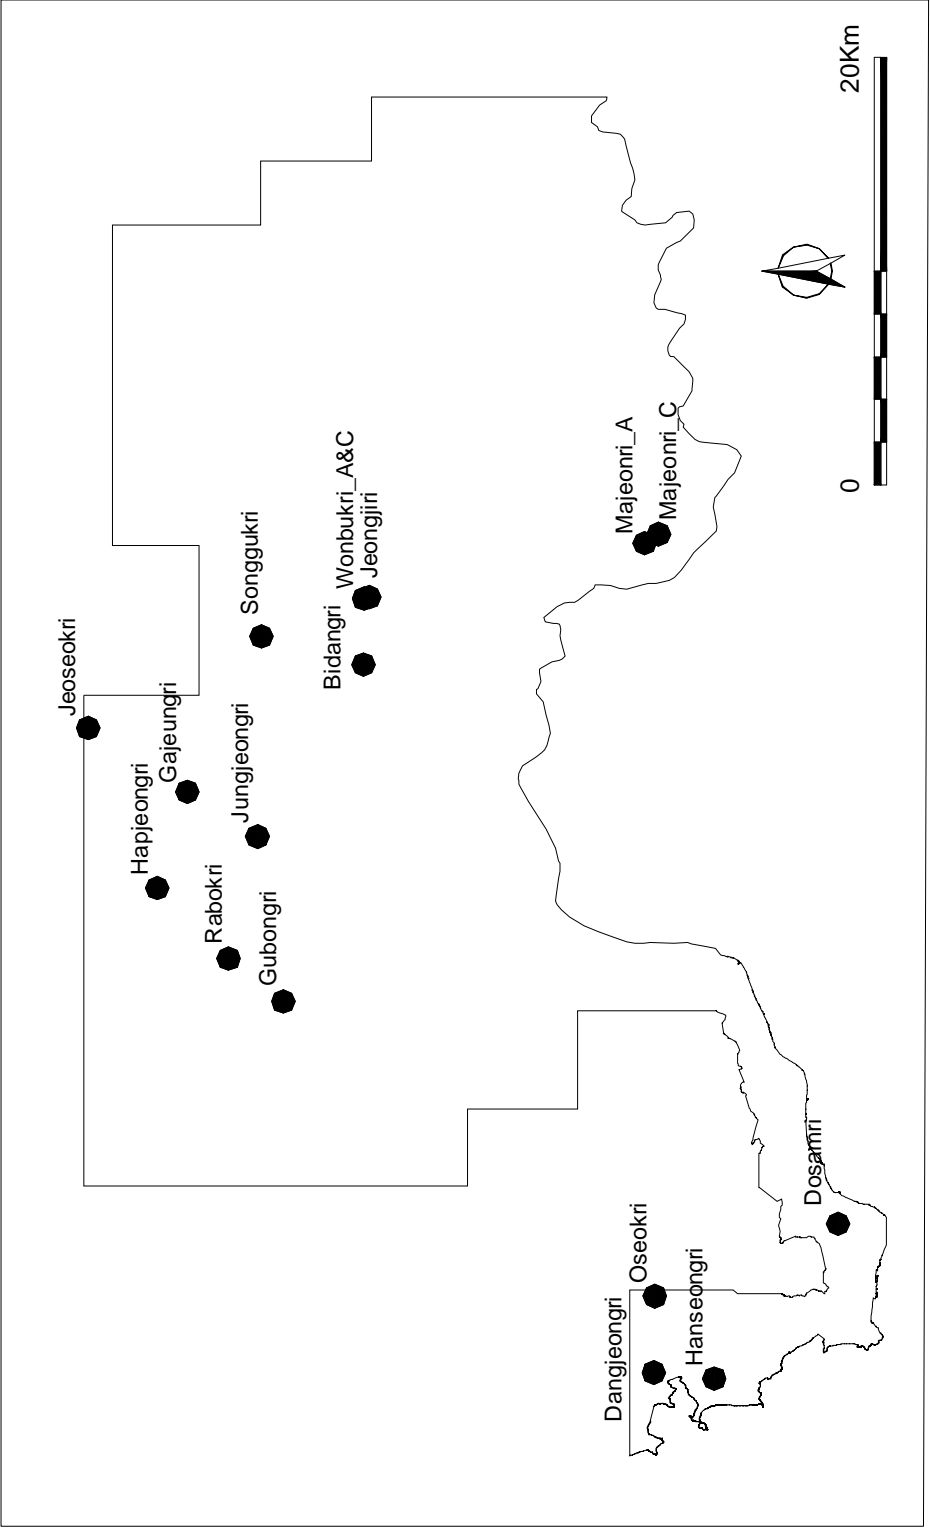 Jeoseokri
Hapjeongri
Gajeungri
Rabokri
Jungjeongri
Songgukri
Gubongri
Bidangri
Wonbukri_A&C
Jeongjiri
Majeonri_A
Majeonri_C
Dangjeongri
Oseokri
Hanseongri
Dosamri
0
20Km